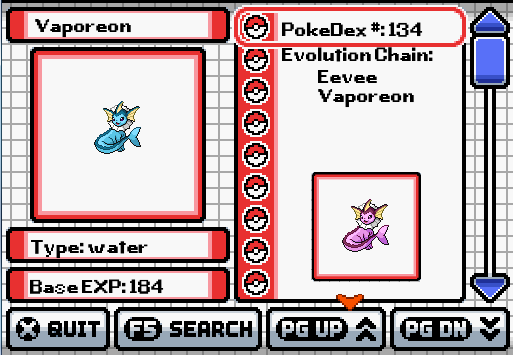 Vaporeon
PokeDex #:134
Evolution Chain:
Eevee
Vaporeon
Type: water
Base EXP: 184
X QUIT
F5 SEARCH
PG UP
PG DN